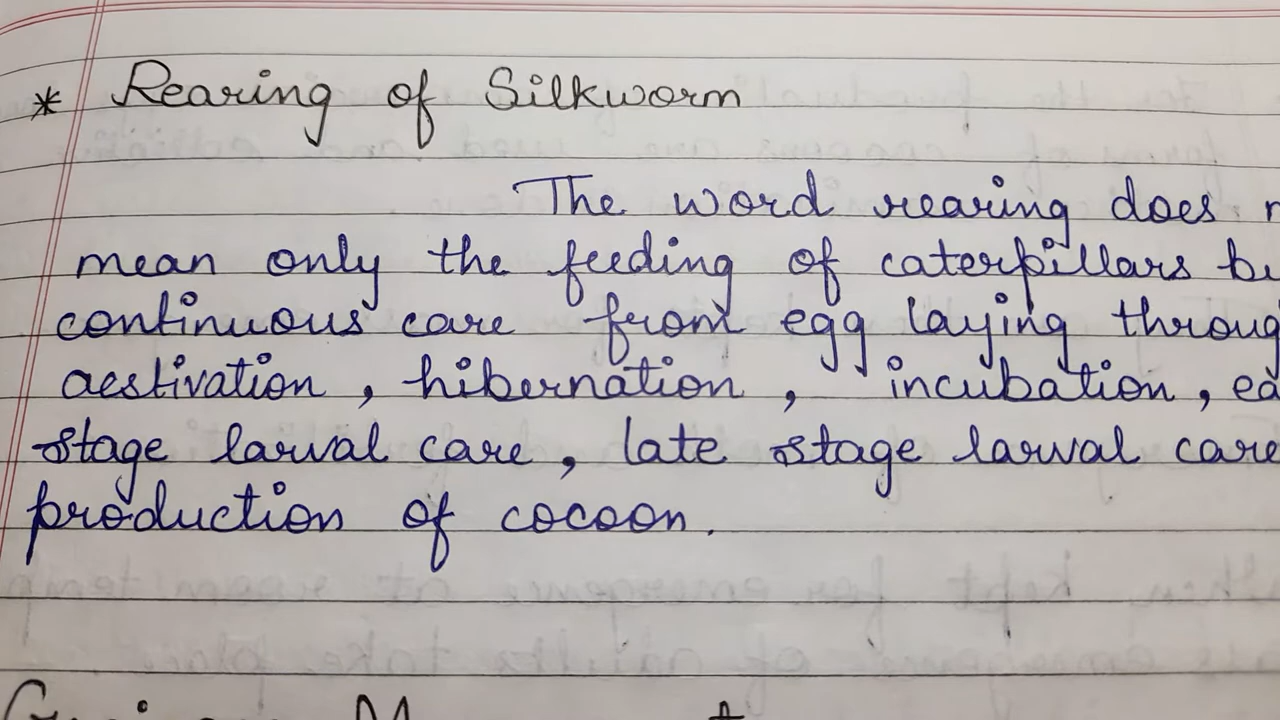 * Rearing of Silkworm
The word rearing does
mean only the feeding of caterpillars
continuous care from egg laying
aestivation, hibernation, incubation,
stage larval care, late stage larval care
production of cocoon.